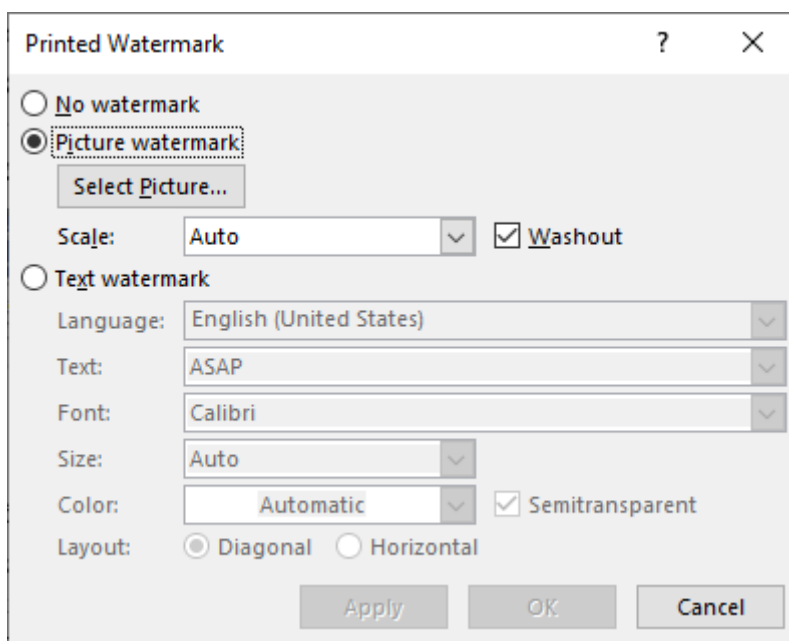 Printed Watermark ? ×
No watermark
Picture watermark
Select Picture...
Scale: Auto Washout
Text watermark
Language: English (United States)
Text: ASAP
Font: Calibri
Size: Auto
Color: Automatic Semitransparent
Layout: Diagonal Horizontal
Apply OK Cancel